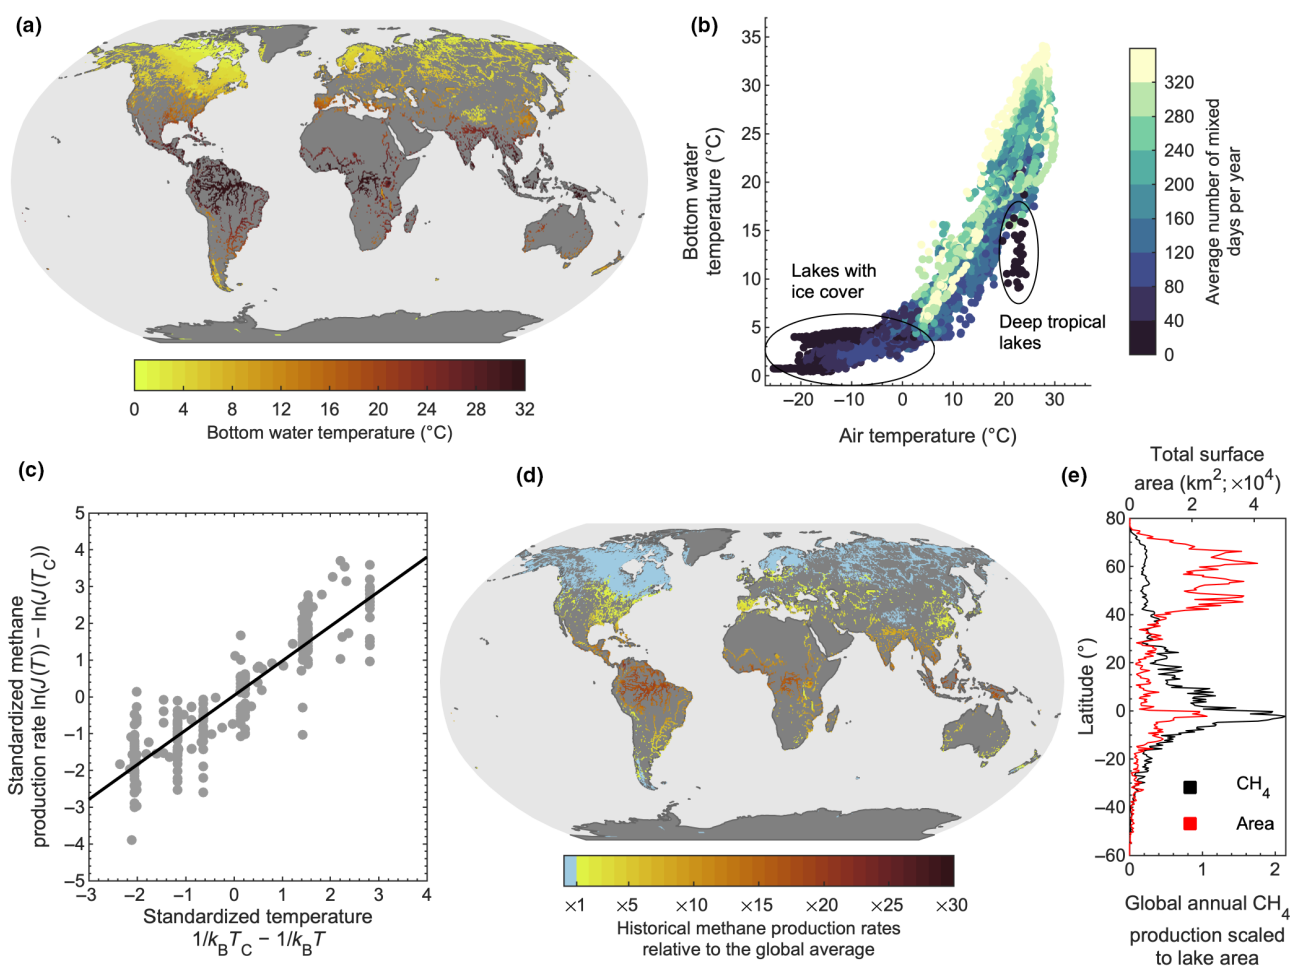 (a)
0 4 8 12 16 20 24 28 32
Bottom water temperature (°C)
(b)
Bottom water
temperature (°C)
35
30
25
20
15
10
5
0
Lakes with
ice cover
Deep tropical
lakes
–20 –10 0 10 20 30
Air temperature (°C)
320
280
240
200
160
120
80
40
0
Average number of mixed
days per year
(c)
Standardized methane
production rate ln(J(T)) – ln(J(T_C))
5
4
3
2
1
0
–1
–2
–3
–4
–5
–3 –2 –1 0 1 2 3 4
Standardized temperature
1/k_BT_C – 1/k_BT
(d)
×1 ×5 ×10 ×15 ×20 ×25 ×30
Historical methane production rates
relative to the global average
(e)
Total surface
area (km²; ×10⁴)
0 2 4
Latitude (°)
80
60
40
20
0
–20
–40
–60
CH₄
Area
0 1 2
Global annual CH₄
production scaled
to lake area